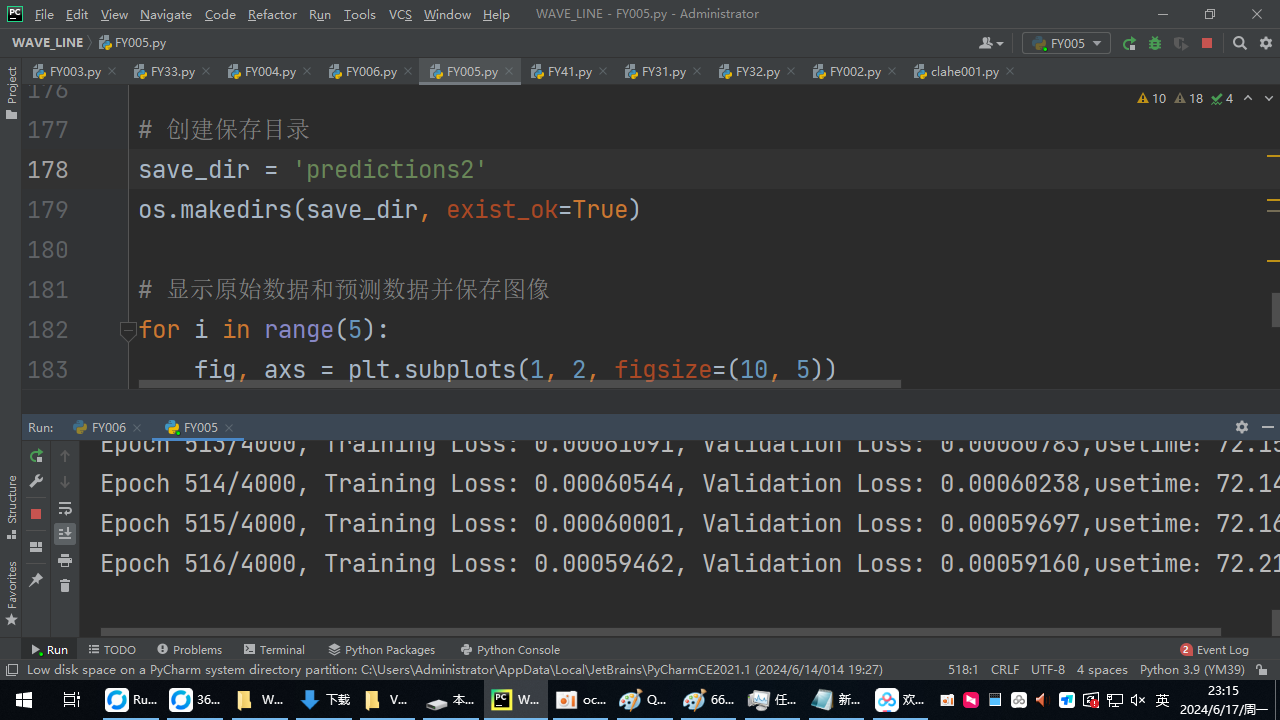 File Edit View Navigate Code Refactor Run Tools VCS Window Help WAVE_LINE - FY005.py - Administrator
WAVE_LINE FY005.py FY005
FY003.py FY33.py FY004.py FY006.py FY005.py FY41.py FY31.py FY32.py FY002.py clahe001.py
Project
176
10 18 4
177 # 创建保存目录
178 save_dir = 'predictions2'
179 os.makedirs(save_dir, exist_ok=True)
180
181 # 显示原始数据和预测数据并保存图像
182 for i in range(5):
183 fig, axs = plt.subplots(1, 2, figsize=(10, 5))
Run: FY006 FY005
Epoch 513/4000, Training Loss: 0.00061091, Validation Loss: 0.00060783,usetime：72.15
Epoch 514/4000, Training Loss: 0.00060544, Validation Loss: 0.00060238,usetime：72.14
Epoch 515/4000, Training Loss: 0.00060001, Validation Loss: 0.00059697,usetime：72.16
Epoch 516/4000, Training Loss: 0.00059462, Validation Loss: 0.00059160,usetime：72.21
Structure
Favorites
Run TODO Problems Terminal Python Packages Python Console 2 Event Log
Low disk space on a PyCharm system directory partition: C:\Users\Administrator\AppData\Local\JetBrains\PyCharmCE2021.1 (2024/6/14/014 19:27) 518:1 CRLF UTF-8 4 spaces Python 3.9 (YM39)
Ru... 36... W... 下载 V... 本... W... oc... Q... 66... 任... 新... 欢... 英 23:15
2024/6/17/周一